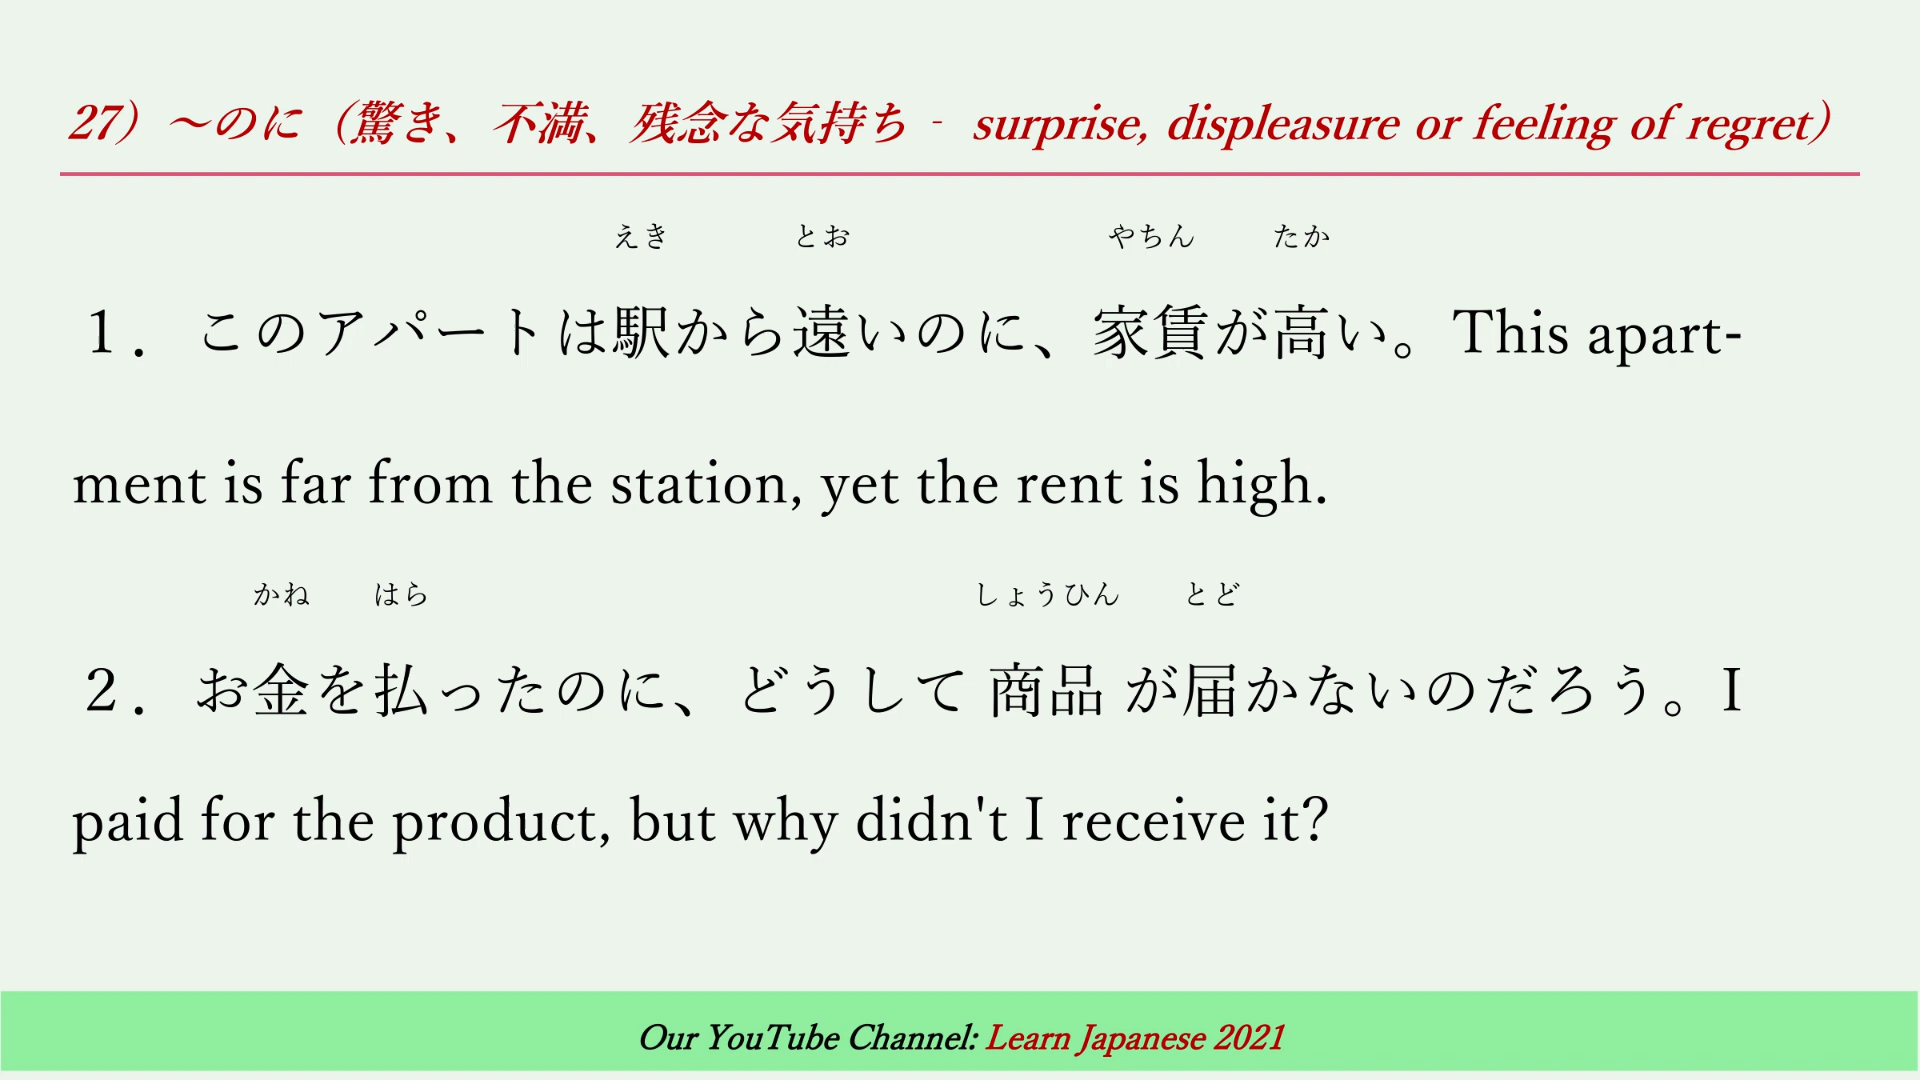 27）～のに（驚き、不満、残念な気持ち - surprise, displeasure or feeling of regret）
えき とお やちん たか
１．このアパートは駅から遠いのに、家賃が高い。This apart-
ment is far from the station, yet the rent is high.
かね はら しょうひん とど
２．お金を払ったのに、どうして商品が届かないのだろう。I
paid for the product, but why didn't I receive it?
Our YouTube Channel: Learn Japanese 2021